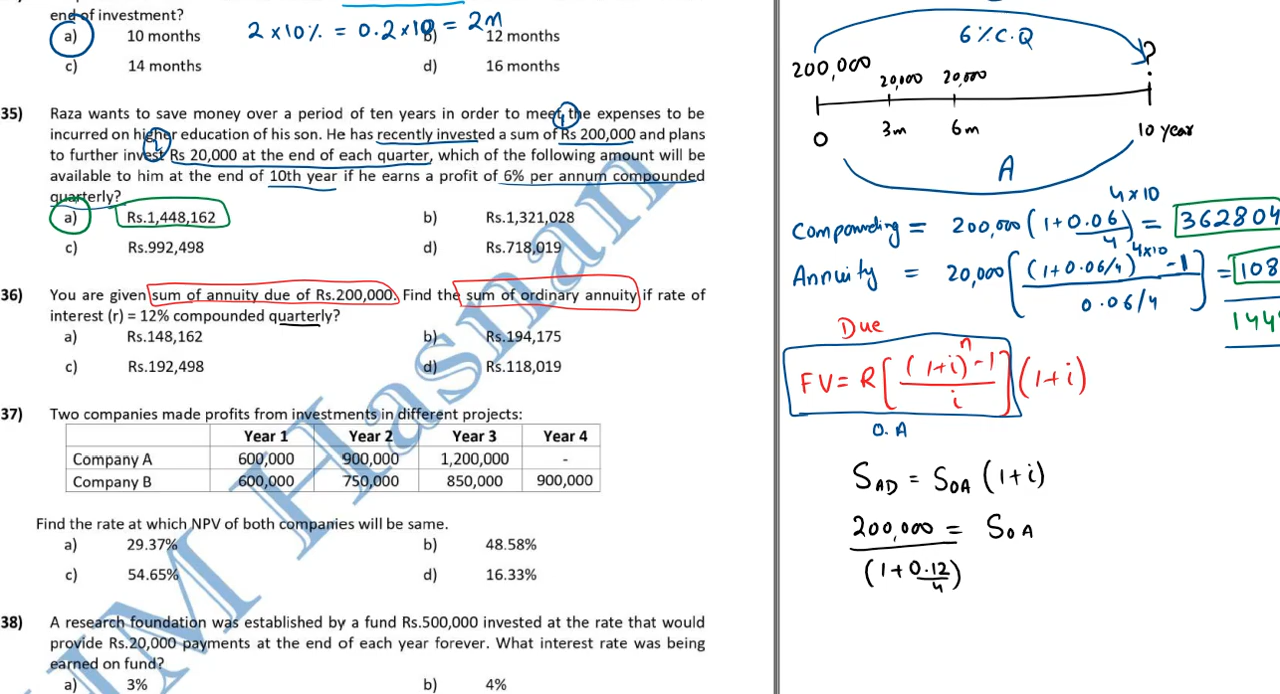 end of investment?
a) 10 months 2 × 10% = 0.2 × 10 = 2m b) 12 months
c) 14 months d) 16 months
35) Raza wants to save money over a period of ten years in order to meet the expenses to be
incurred on higher education of his son. He has recently invested a sum of Rs 200,000 and plans
to further invest Rs 20,000 at the end of each quarter, which of the following amount will be
available to him at the end of 10th year if he earns a profit of 6% per annum compounded
quarterly?
a) Rs.1,448,162 b) Rs.1,321,028
c) Rs.992,498 d) Rs.718,019
36) You are given sum of annuity due of Rs.200,000. Find the sum of ordinary annuity if rate of
interest (r) = 12% compounded quarterly?
a) Rs.148,162 b) Rs.194,175
c) Rs.192,498 d) Rs.118,019
37) Two companies made profits from investments in different projects:
Year 1 Year 2 Year 3 Year 4
Company A 600,000 900,000 1,200,000 -
Company B 600,000 750,000 850,000 900,000
Find the rate at which NPV of both companies will be same.
a) 29.37% b) 48.58%
c) 54.65% d) 16.33%
38) A research foundation was established by a fund Rs.500,000 invested at the rate that would
provide Rs.20,000 payments at the end of each year forever. What interest rate was being
earned on fund?
a) 3% b) 4%
6% C.Q
200,000 20,000 20,000 ?
0 3m 6m 10 year
A
Compounding = 200,000 (1+0.06/4)^4×10 = 362804
Annuity = 20,000 [((1+0.06/4)^4×10 -1)/0.06/4] = 108
144
Due
FV = R [((1+i)^n -1)/i] (1+i)
O.A
S_AD = S_OA (1+i)
200,000 = S_OA
(1+0.12/4)